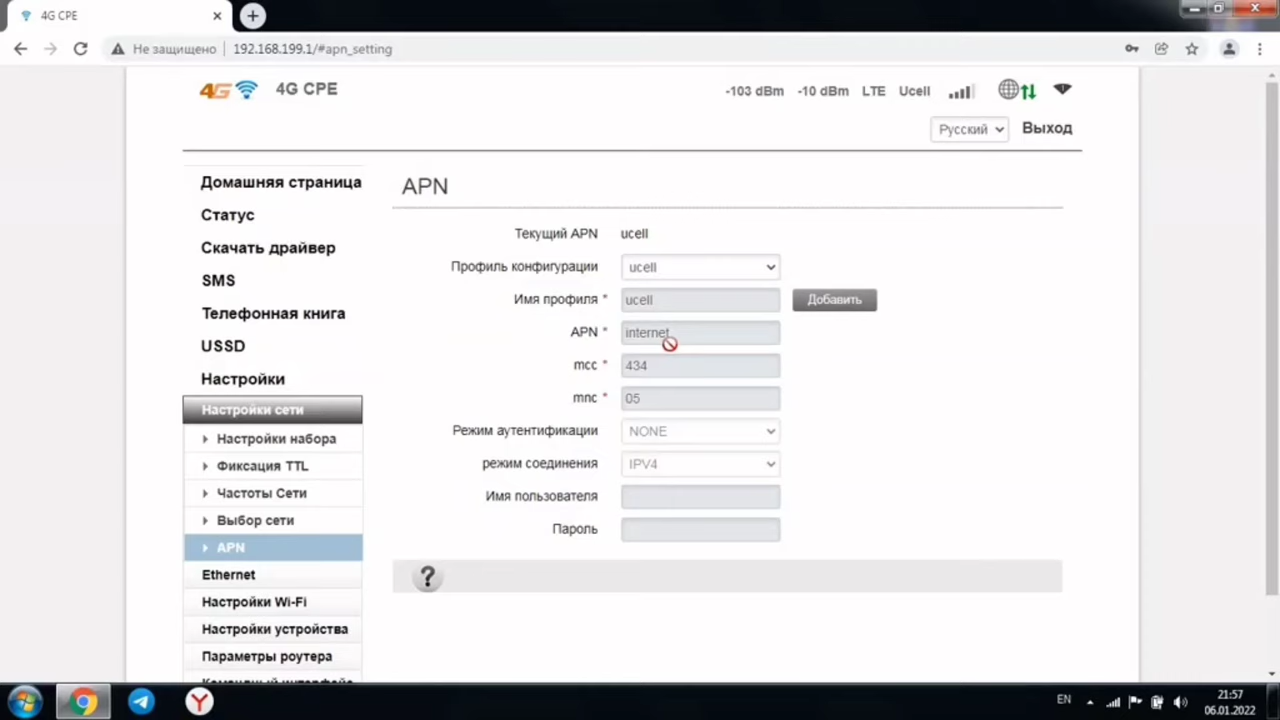 4G CPE
Не защищено 192.168.199.1/#apn_setting
4G 4G CPE
-103 dBm -10 dBm LTE Ucell
Русский Выход
Домашняя страница
Статус
Скачать драйвер
SMS
Телефонная книга
USSD
Настройки
Настройки сети
Настройки набора
Фиксация TTL
Частоты Сети
Выбор сети
APN
Ethernet
Настройки Wi-Fi
Настройки устройства
Параметры роутера
Командный интерфейс
APN
Текущий APN ucell
Профиль конфигурации ucell
Имя профиля * ucell Добавить
APN * internet
mcc * 434
mnc * 05
Режим аутентификации NONE
режим соединения IPV4
Имя пользователя
Пароль
?
EN 21:57
06.01.2022